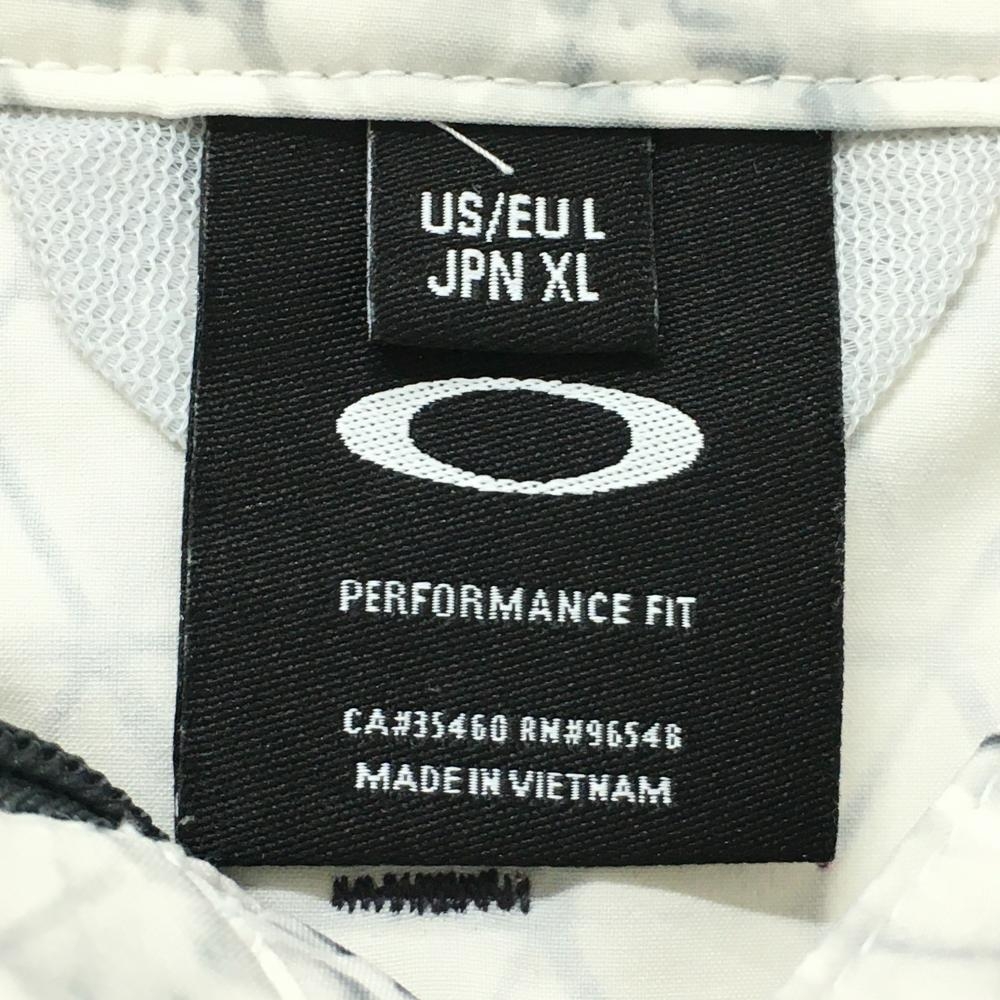 US/EU L
JPN XL
PERFORMANCE FIT
CA#35460 RN#96548
MADE IN VIETNAM